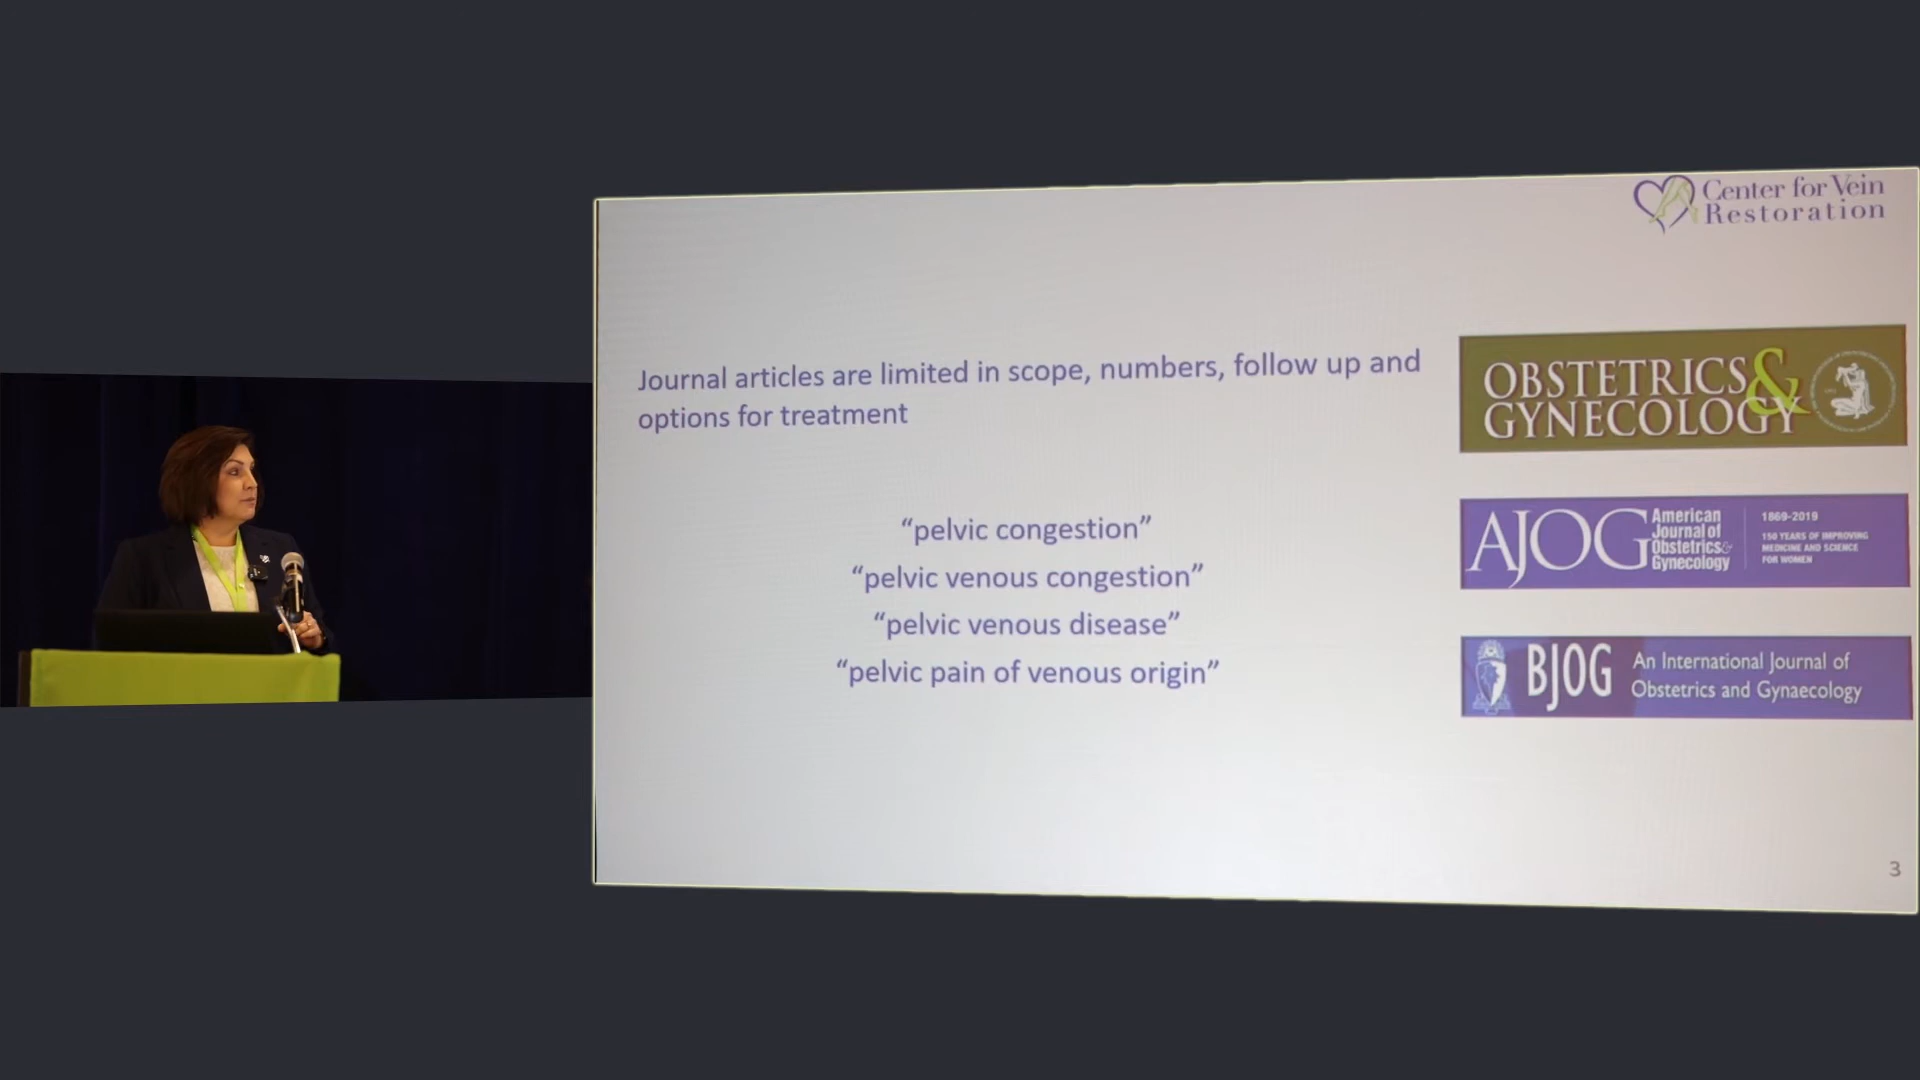 Center for Vein
Restoration
Journal articles are limited in scope, numbers, follow up and
options for treatment
“pelvic congestion”
“pelvic venous congestion”
“pelvic venous disease”
“pelvic pain of venous origin”
OBSTETRICS &
GYNECOLOGY
AJOG
American
Journal of
Obstetrics &
Gynecology
1869-2019
150 YEARS OF IMPROVING
MEDICINE AND SCIENCE
FOR WOMEN
BJOG
An International Journal of
Obstetrics and Gynaecology
3